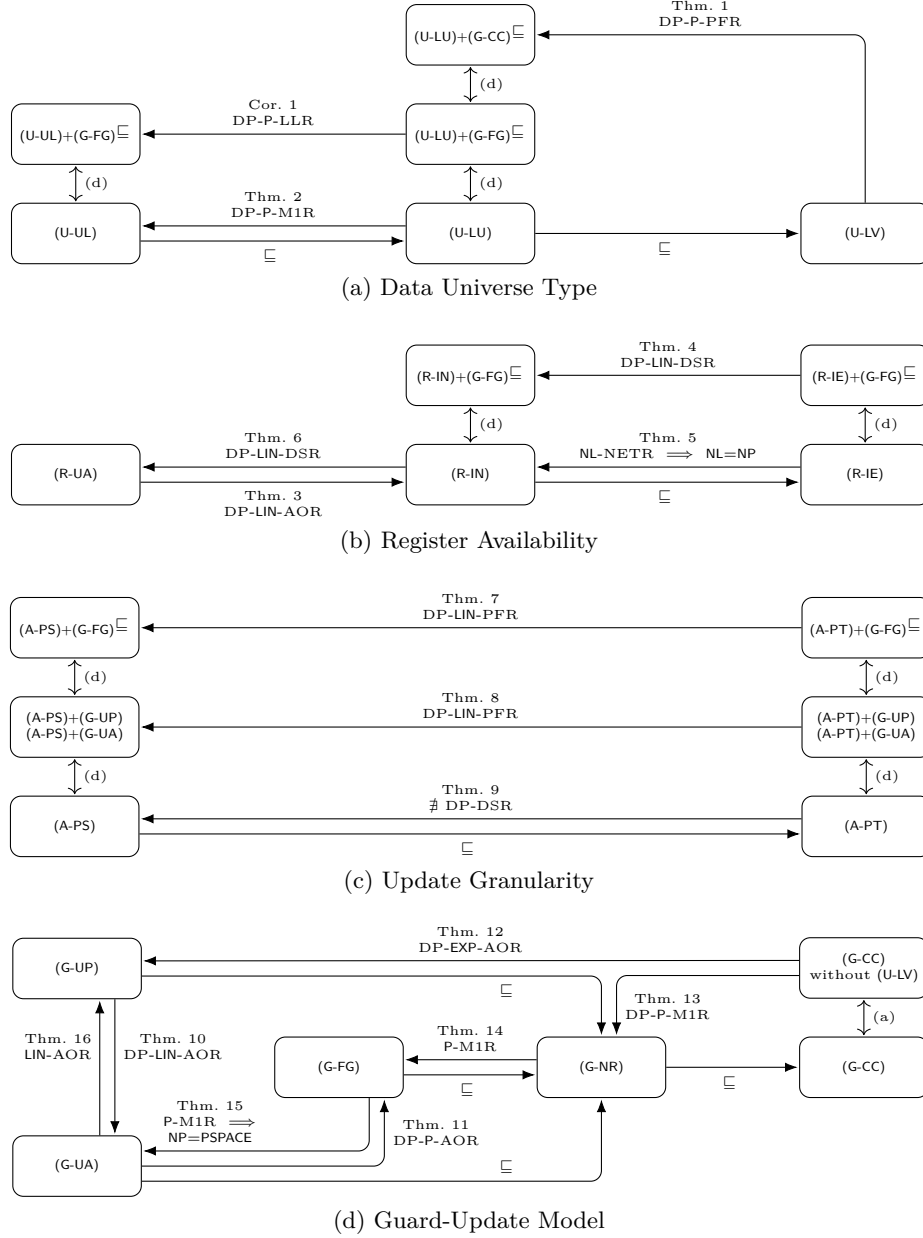 Thm. 1
DP-P-PFR
(U-LU)+(G-CC)⊑
(d)
Cor. 1
DP-P-LLR
(U-UL)+(G-FG)⊑
(U-LU)+(G-FG)⊑
(d)
(d)
Thm. 2
DP-P-M1R
(U-UL)
(U-LU)
(U-LV)
⊑
⊑
(a) Data Universe Type
Thm. 4
DP-LIN-DSR
(R-IN)+(G-FG)⊑
(R-IE)+(G-FG)⊑
(d)
(d)
Thm. 6
DP-LIN-DSR
Thm. 5
NL-NETR ⟹ NL=NP
(R-UA)
(R-IN)
(R-IE)
Thm. 3
DP-LIN-AOR
⊑
(b) Register Availability
Thm. 7
DP-LIN-PFR
(A-PS)+(G-FG)⊑
(A-PT)+(G-FG)⊑
(d)
(d)
Thm. 8
DP-LIN-PFR
(A-PS)+(G-UP)
(A-PS)+(G-UA)
(A-PT)+(G-UP)
(A-PT)+(G-UA)
(d)
(d)
Thm. 9
∄ DP-DSR
(A-PS)
(A-PT)
⊑
(c) Update Granularity
Thm. 12
DP-EXP-AOR
(G-UP)
(G-CC)
without (U-LV)
⊑
Thm. 13
DP-P-M1R
(a)
Thm. 16
LIN-AOR
Thm. 10
DP-LIN-AOR
Thm. 14
P-M1R
(G-FG)
(G-NR)
(G-CC)
⊑
⊑
Thm. 15
P-M1R ⟹
NP=PSPACE
Thm. 11
DP-P-AOR
(G-UA)
⊑
(d) Guard-Update Model